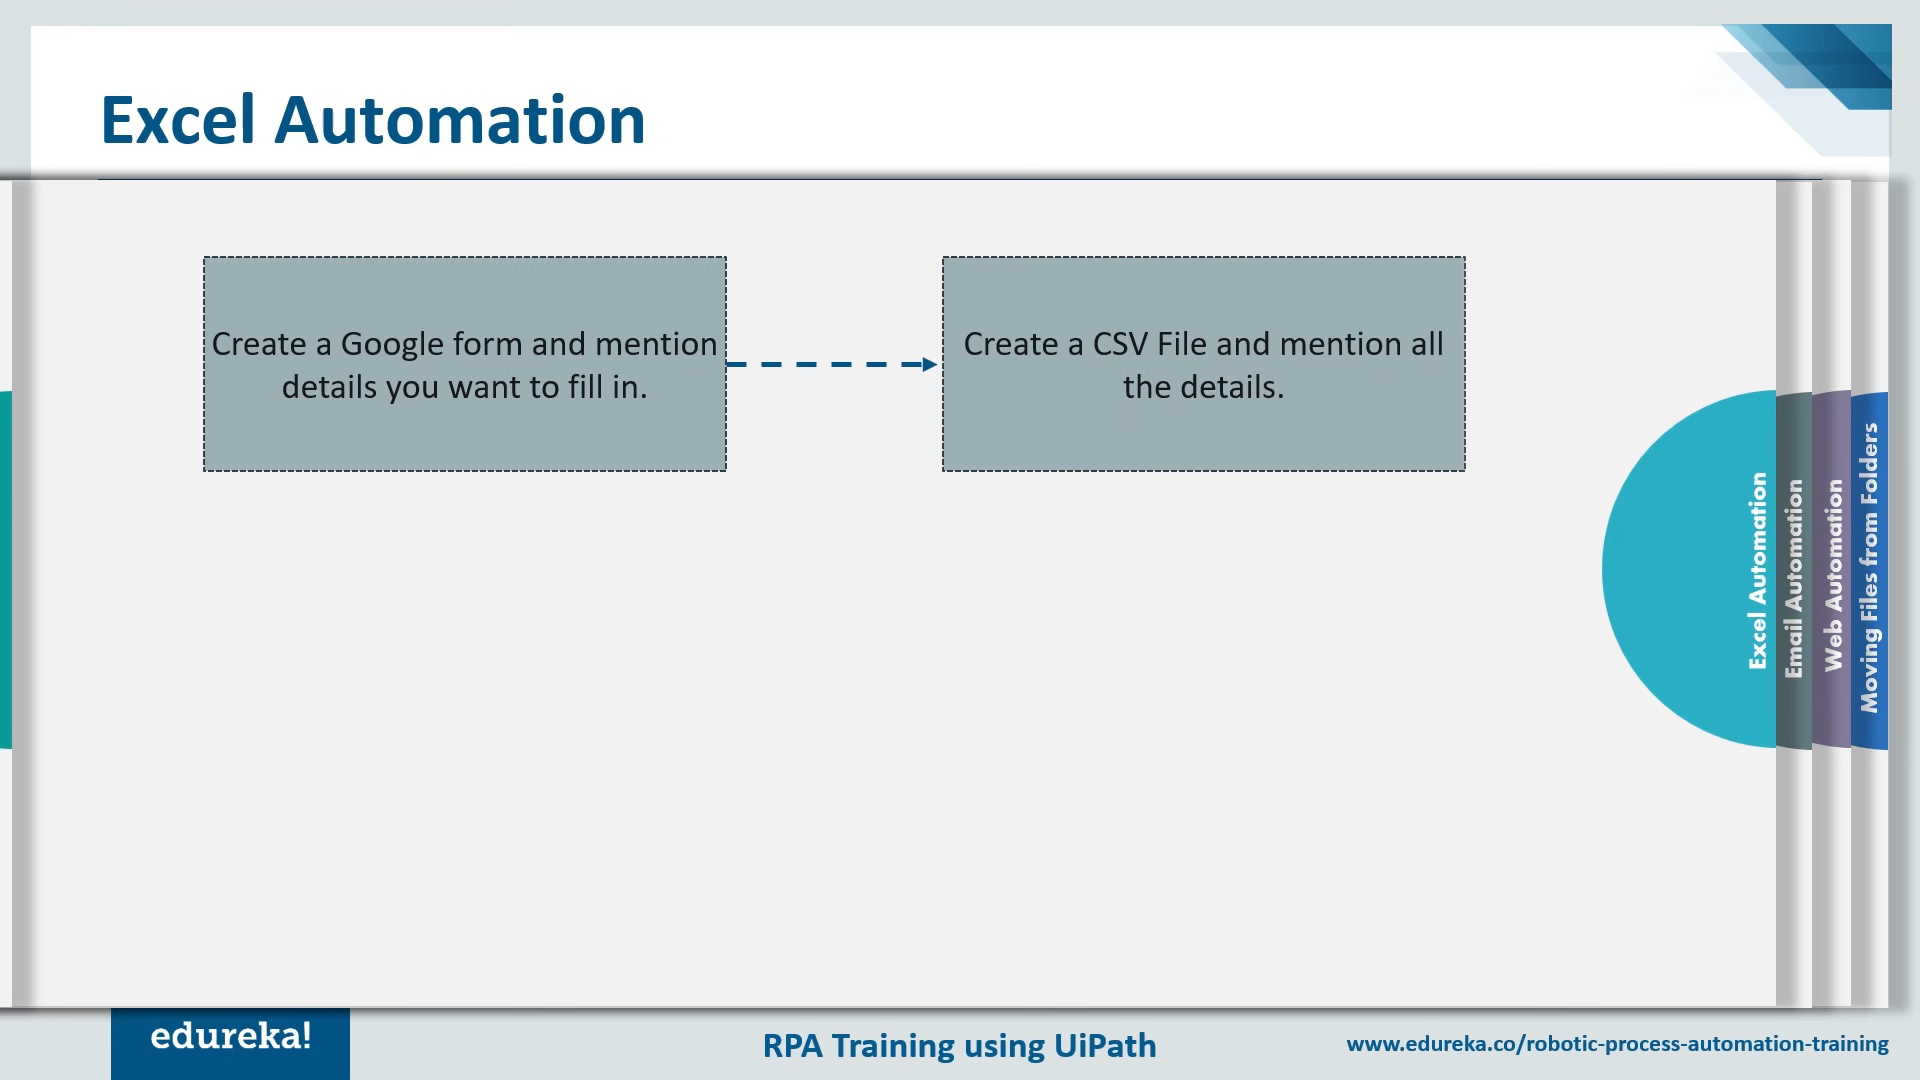 Excel Automation
Create a Google form and mention
details you want to fill in.
Create a CSV File and mention all
the details.
Excel Automation
Email Automation
Web Automation
Moving Files from Folders
edureka!
RPA Training using UiPath
www.edureka.co/robotic-process-automation-training